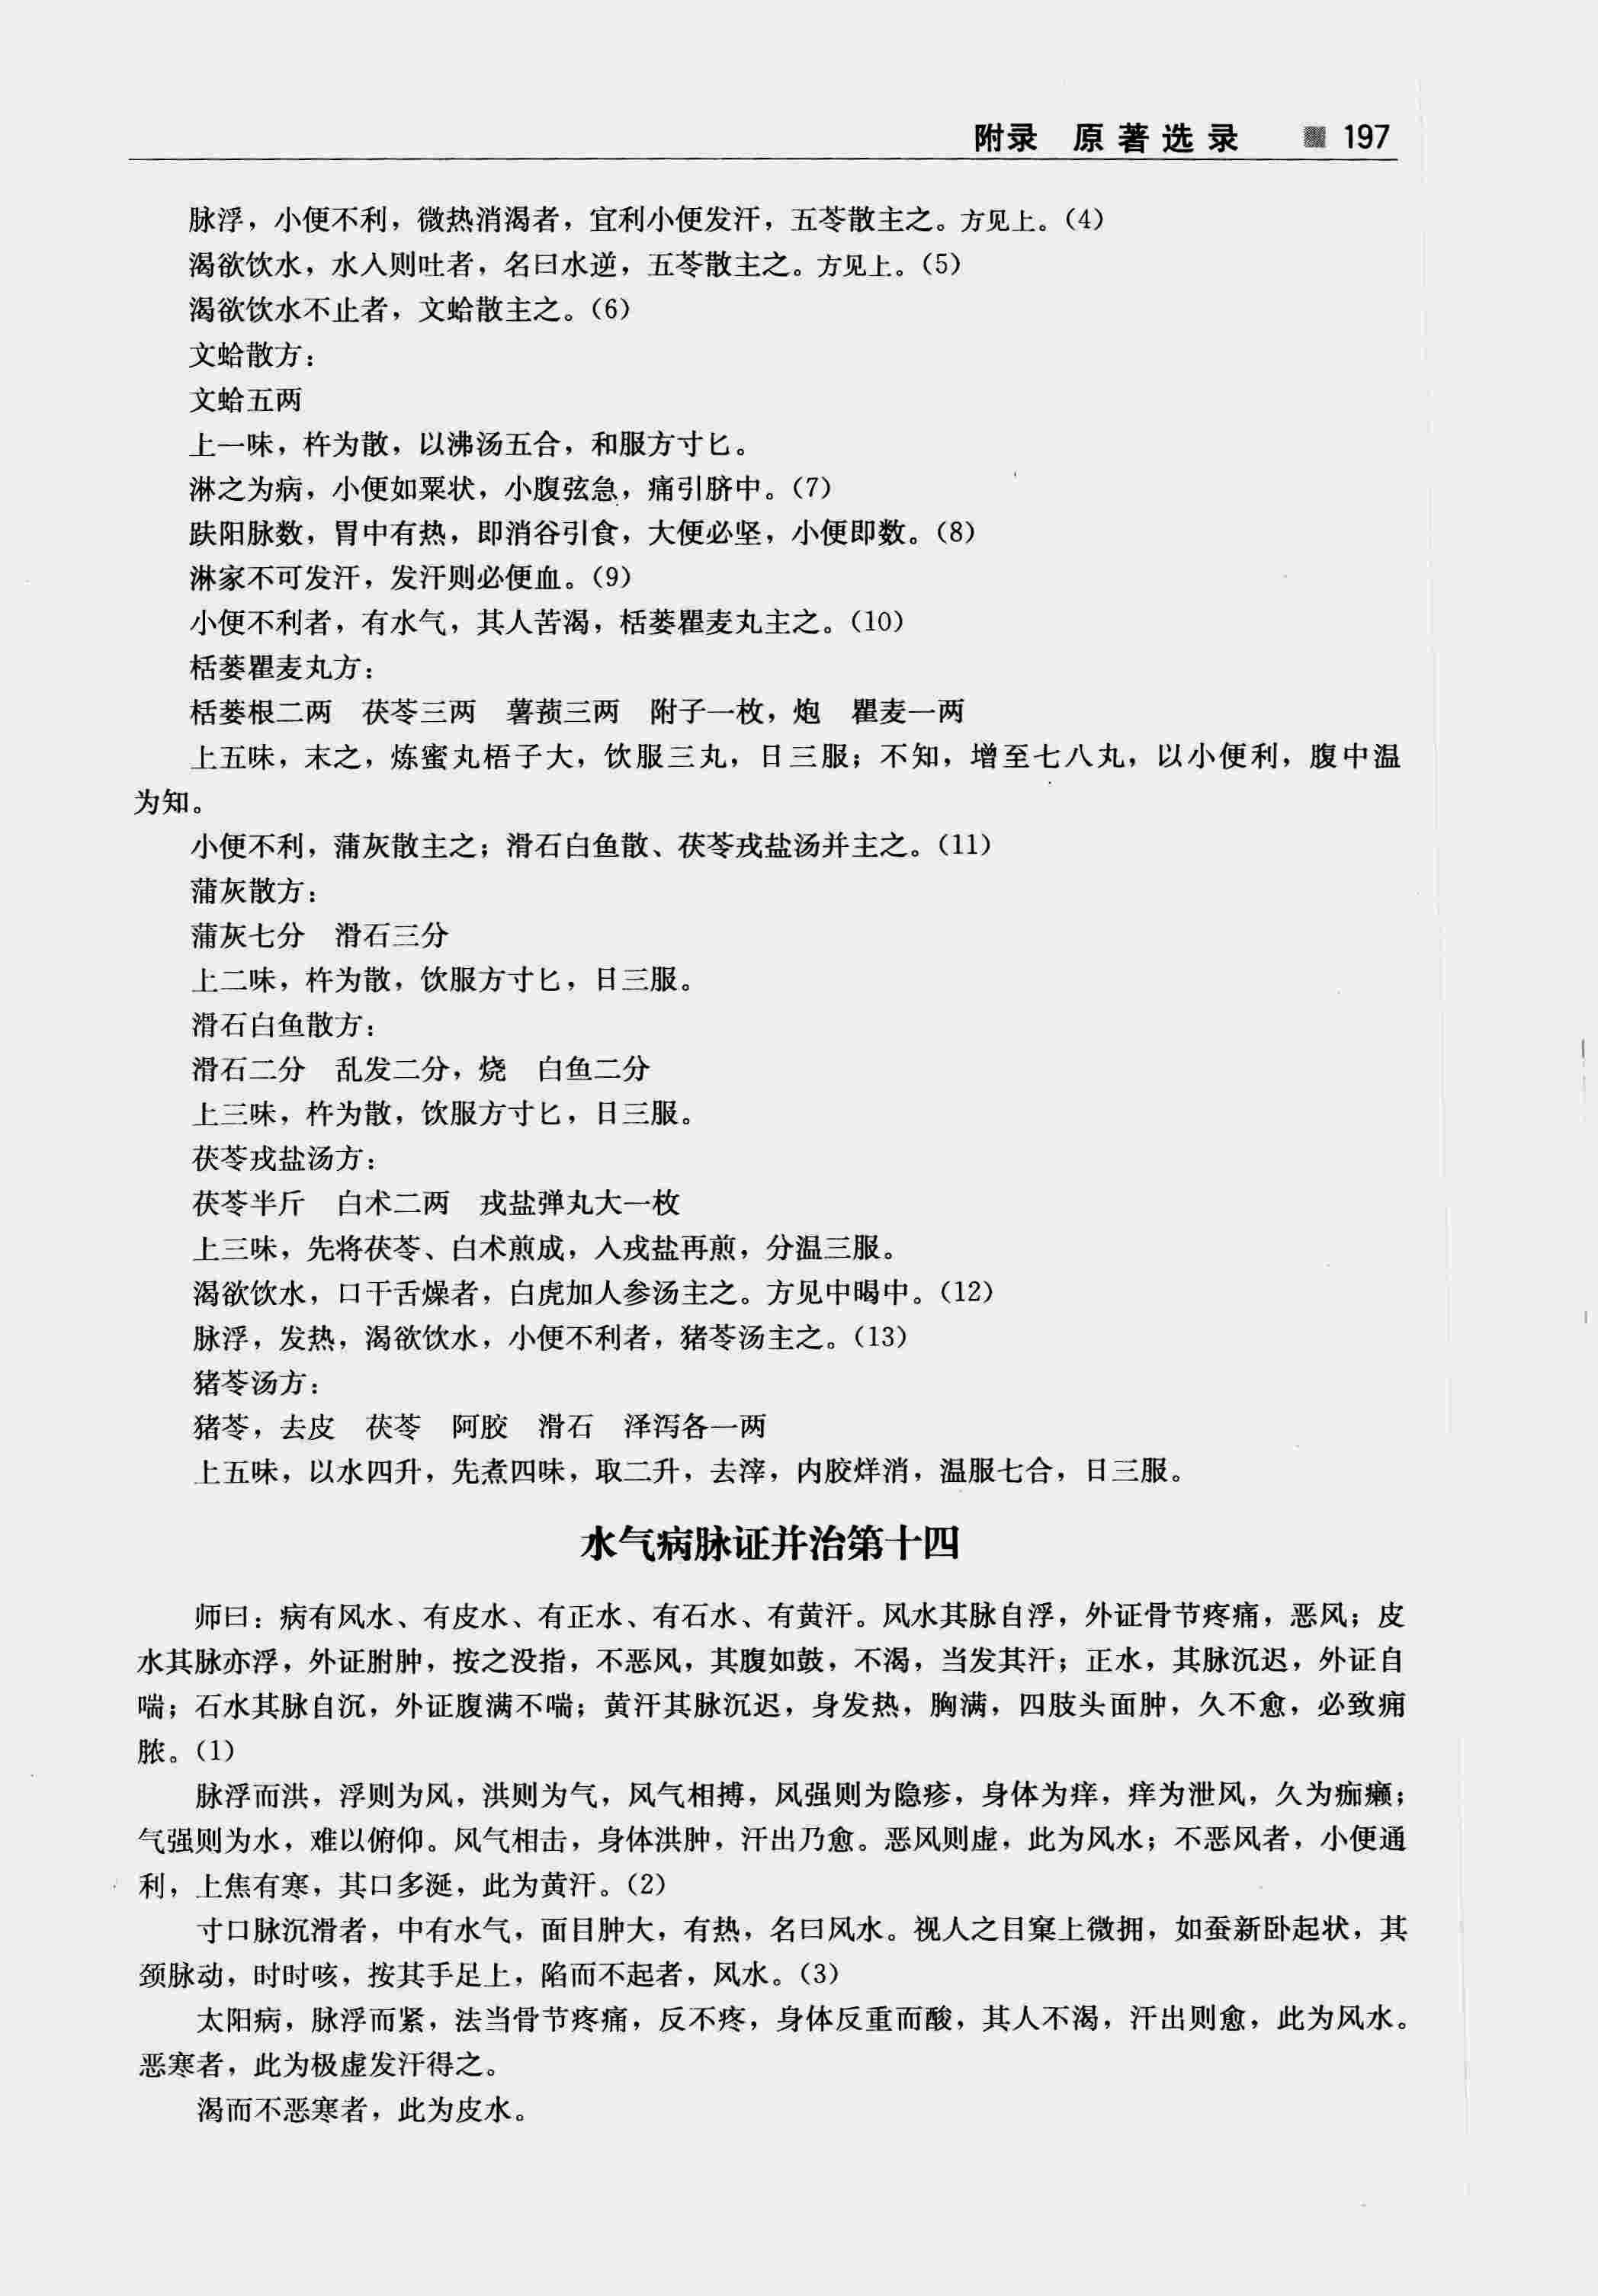 附录　原著选录　197
脉浮，小便不利，微热消渴者，宜利小便发汗，五苓散主之。方见上。(4)
渴欲饮水，水入则吐者，名曰水逆，五苓散主之。方见上。(5)
渴欲饮水不止者，文蛤散主之。(6)
文蛤散方：
文蛤五两
上一味，杵为散，以沸汤五合，和服方寸匕。
淋之为病，小便如粟状，小腹弦急，痛引脐中。(7)
趺阳脉数，胃中有热，即消谷引食，大便必坚，小便即数。(8)
淋家不可发汗，发汗则必便血。(9)
小便不利者，有水气，其人苦渴，栝蒌瞿麦丸主之。(10)
栝蒌瞿麦丸方：
栝蒌根二两　茯苓三两　薯蓣三两　附子一枚，炮　瞿麦一两
上五味，末之，炼蜜丸梧子大，饮服三丸，日三服；不知，增至七八丸，以小便利，腹中温
为知。
小便不利，蒲灰散主之；滑石白鱼散、茯苓戎盐汤并主之。(11)
蒲灰散方：
蒲灰七分　滑石三分
上二味，杵为散，饮服方寸匕，日三服。
滑石白鱼散方：
滑石二分　乱发二分，烧　白鱼二分
上三味，杵为散，饮服方寸匕，日三服。
茯苓戎盐汤方：
茯苓半斤　白术二两　戎盐弹丸大一枚
上三味，先将茯苓、白术煎成，入戎盐再煎，分温三服。
渴欲饮水，口干舌燥者，白虎加人参汤主之。方见中暍中。(12)
脉浮，发热，渴欲饮水，小便不利者，猪苓汤主之。(13)
猪苓汤方：
猪苓，去皮　茯苓　阿胶　滑石　泽泻各一两
上五味，以水四升，先煮四味，取二升，去滓，内胶烊消，温服七合，日三服。
水气病脉证并治第十四
师曰：病有风水、有皮水、有正水、有石水、有黄汗。风水其脉自浮，外证骨节疼痛，恶风；皮
水其脉亦浮，外证胕肿，按之没指，不恶风，其腹如鼓，不渴，当发其汗；正水，其脉沉迟，外证自
喘；石水其脉自沉，外证腹满不喘；黄汗其脉沉迟，身发热，胸满，四肢头面肿，久不愈，必致痈
脓。(1)
脉浮而洪，浮则为风，洪则为气，风气相搏，风强则为隐疹，身体为痒，痒为泄风，久为痂癞；
气强则为水，难以俯仰。风气相击，身体洪肿，汗出乃愈。恶风则虚，此为风水；不恶风者，小便通
利，上焦有寒，其口多涎，此为黄汗。(2)
寸口脉沉滑者，中有水气，面目肿大，有热，名曰风水。视人之目窠上微拥，如蚕新卧起状，其
颈脉动，时时咳，按其手足上，陷而不起者，风水。(3)
太阳病，脉浮而紧，法当骨节疼痛，反不疼，身体反重而酸，其人不渴，汗出则愈，此为风水。
恶寒者，此为极虚发汗得之。
渴而不恶寒者，此为皮水。